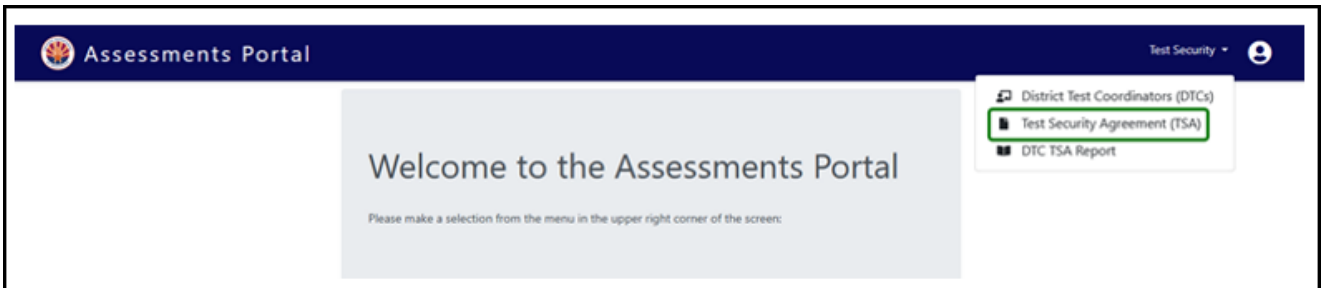 Assessments Portal
Test Security
District Test Coordinators (DTCs)
Test Security Agreement (TSA)
DTC TSA Report
Welcome to the Assessments Portal
Please make a selection from the menu in the upper right corner of the screen: